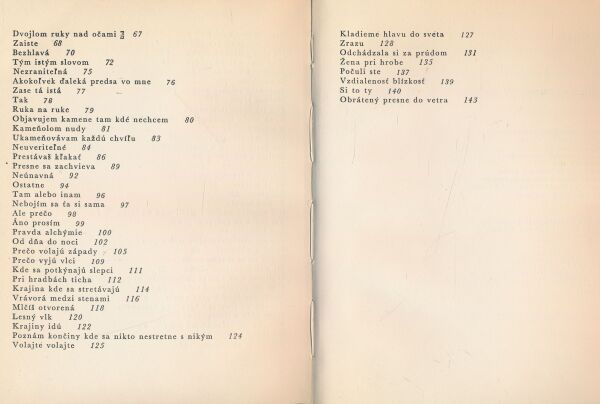 Dvojlom ruky nad očami 67
Zaiste 68
Bezhlavá 70
Tým istým slovom 72
Nezraniteľná 75
Akokoľvek ďaleká predsa vo mne 76
Zase tá istá 77
Tak 78
Ruka na ruke 79
Objavujem kamene tam kdé nechcem 80
Kameňolom nudy 81
Ukameňovávam každú chvíľu 83
Neuveriteľné 84
Prestávaš kľakať 86
Presne sa zachvieva 89
Neúnavná 92
Ostatne 94
Tam alebo inam 96
Nebojím sa ťa si sama 97
Ale prečo 98
Áno prosím 99
Pravda alchýmie 100
Od dňa do noci 102
Prečo volajú západy 105
Prečo vyjú vlci 109
Kde sa potkýnajú slepci 111
Pri hradbách ticha 112
Krajina kde sa stretávajú 114
Vrávorá medzi stenami 116
Mlčíš otvorená 118
Lesný vlk 120
Krajiny idú 122
Poznám končiny kde sa nikto nestretne s nikým 124
Volajte volajte 125
Kladieme hlavu do sveta 127
Zrazu 128
Odchádzala si za prúdom 131
Žena pri hrobe 135
Počuli ste 137
Vzdialenosť blízkosť 139
Si to ty 140
Obrátený presne do vetra 143